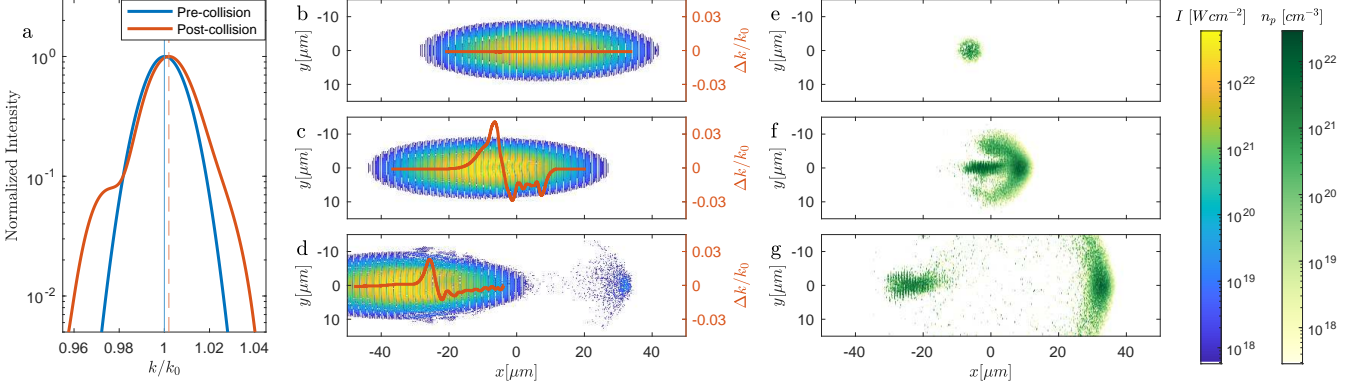 a
Pre-collision
Post-collision
Normalized Intensity
10^0
10^-1
10^-2
0.96 0.98 1 1.02 1.04
k/k_0
b
y[μm]
-10
0
10
0.03
0
-0.03
Δk/k_0
c
y[μm]
-10
0
10
0.03
0
-0.03
Δk/k_0
d
y[μm]
-10
0
10
0.03
0
-0.03
Δk/k_0
-40 -20 0 20 40
x[μm]
e
y[μm]
-10
0
10
f
y[μm]
-10
0
10
g
y[μm]
-10
0
10
-40 -20 0 20 40
x[μm]
I [Wcm^-2]
10^22
10^21
10^20
10^19
10^18
n_p [cm^-3]
10^22
10^21
10^20
10^19
10^18